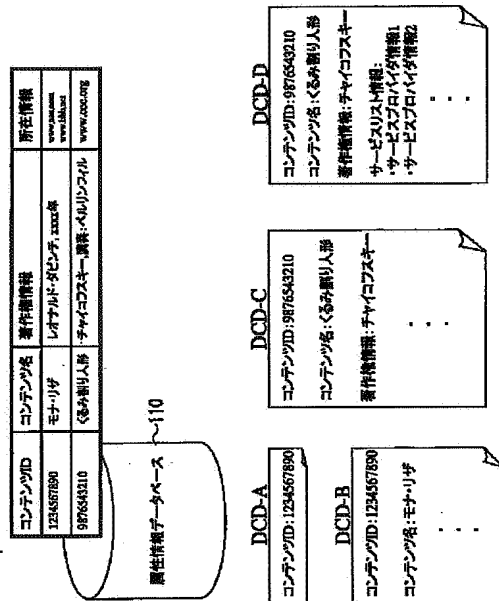 コンテンツID コンテンツ名 著作権情報 所在情報
1234567890 モナ・リザ レオナルド・ダビンチ, xxxx年 www.aaa.com
www.bbb.net
9876543210 くるみ割り人形 チャイコフスキー, 演奏:ベルリンフィル www.ccc.org
属性情報データベース 〜110
DCD-A
コンテンツID:1234567890
DCD-B
コンテンツID:1234567890
コンテンツ名:モナ・リザ
DCD-C
コンテンツID:9876543210
コンテンツ名:くるみ割り人形
著作権情報:チャイコフスキー
DCD-D
コンテンツID:9876543210
コンテンツ名:くるみ割り人形
著作権情報:チャイコフスキー
サービスリスト情報:
・サービスプロバイダ情報1
・サービスプロバイダ情報2